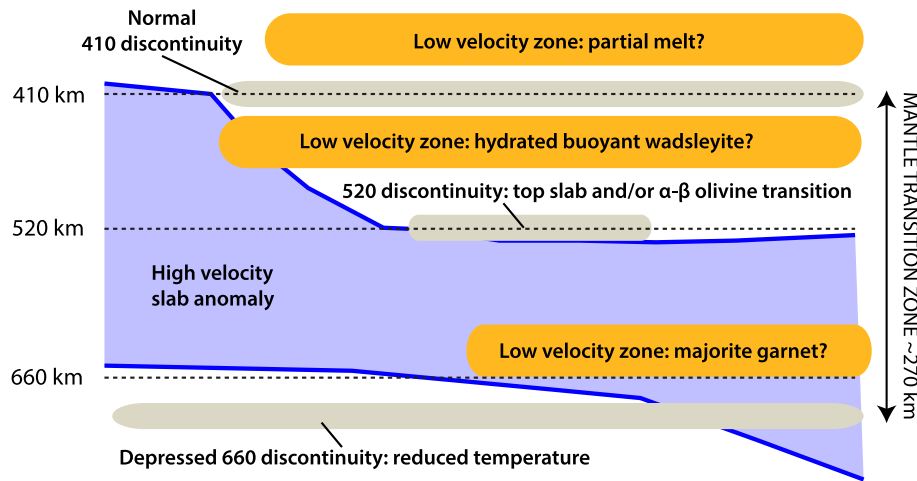 Normal
410 discontinuity
Low velocity zone: partial melt?
410 km
Low velocity zone: hydrated buoyant wadsleyite?
520 discontinuity: top slab and/or α-β olivine transition
520 km
High velocity
slab anomaly
Low velocity zone: majorite garnet?
660 km
Depressed 660 discontinuity: reduced temperature
MANTLE TRANSITION ZONE ~270 km